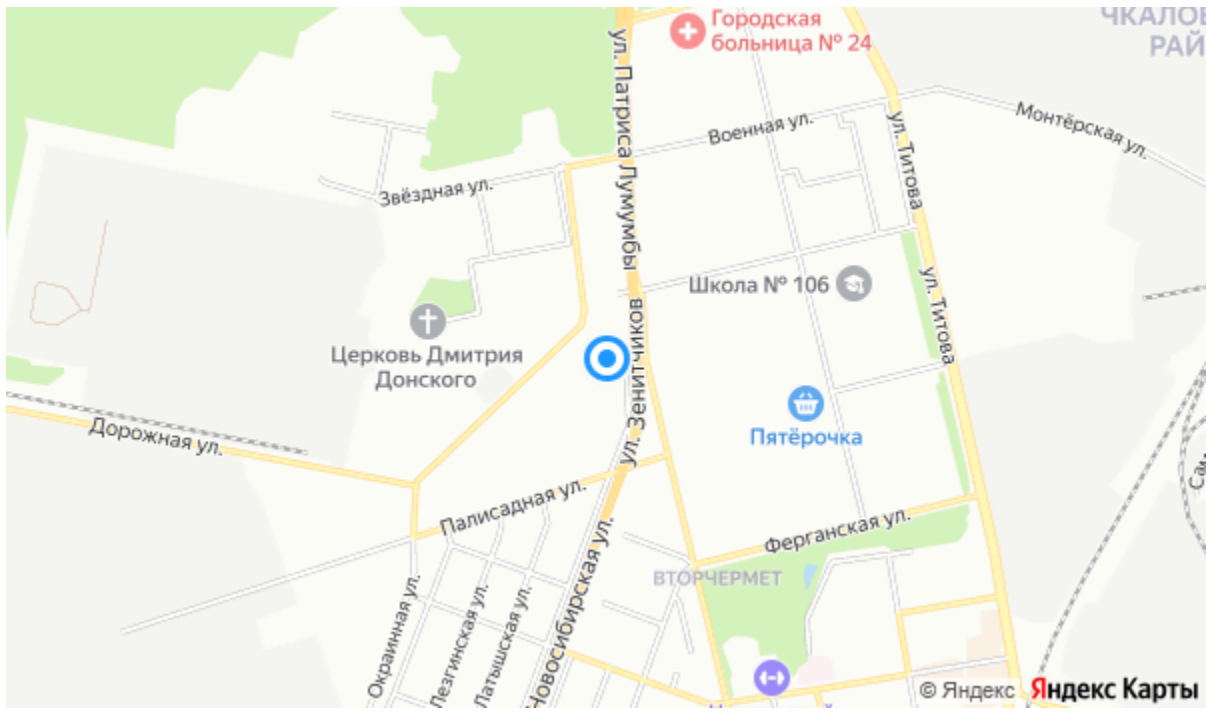 Городская
больница № 24
ЧКАЛОВ
РАЙ
ул. Патриса Лумумбы
Военная ул.
ул. Титова
Монтёрская ул.
Звёздная ул.
Школа № 106
ул. Титова
Церковь Дмитрия
Донского
ул. Зенитчиков
Пятёрочка
Дорожная ул.
Сам
Палисадная ул.
Ферганская ул.
ВТОРЧЕРМЕТ
Окраинная ул.
Лезгинская ул.
Латышская ул.
Новосибирская ул.
© Яндекс Яндекс Карты